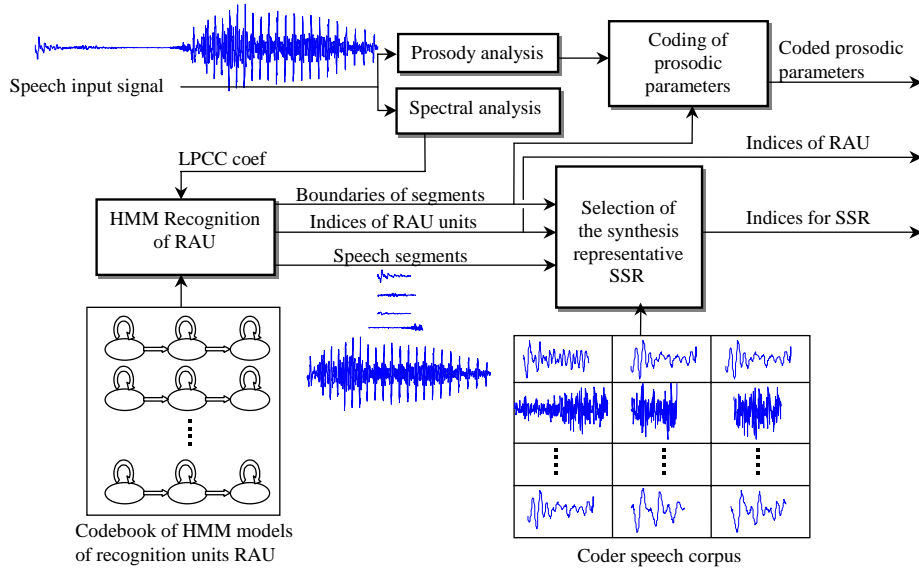 Prosody analysis
Coding of
prosodic
parameters
Coded prosodic
parameters
Speech input signal
Spectral analysis
LPCC coef
Indices of RAU
Boundaries of segments
HMM Recognition
of RAU
Indices of RAU units
Selection of
the synthesis
representative
SSR
Indices for SSR
Speech segments
Codebook of HMM models
of recognition units RAU
Coder speech corpus